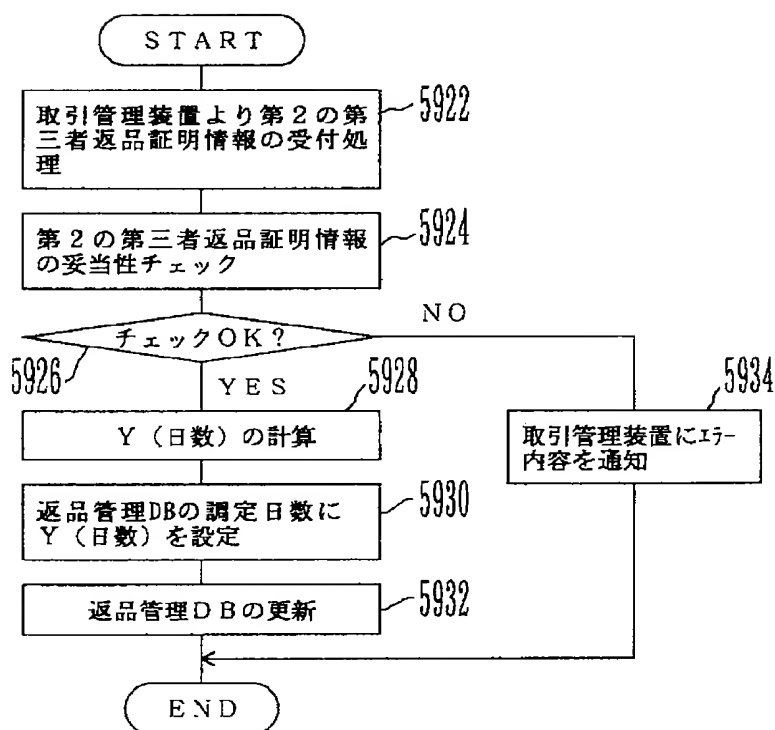 START
取引管理装置より第2の第
三者返品証明情報の受付処
理
5922
第2の第三者返品証明情報
の妥当性チェック
5924
チェックOK?
NO
5926
YES
5928
Y(日数)の計算
5934
取引管理装置にエラー
内容を通知
返品管理DBの調定日数に
Y(日数)を設定
5930
返品管理DBの更新
5932
END